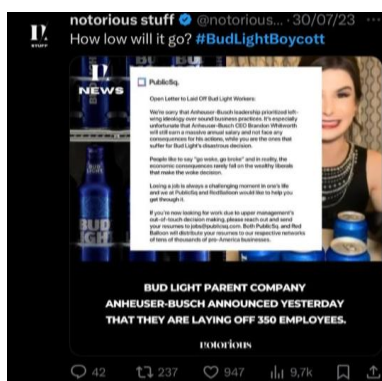 notorious stuff @notorious... · 30/07/23
How low will it go? #BudLightBoycott
STUFF
NEWS
PublicSq.
Open Letter to Laid Off Bud Light Workers:
We're sorry that Anheuser-Busch leadership prioritized left-
wing ideology over sound business practices. It's especially
unfortunate that Anheuser-Busch CEO Brendan Whitworth
will still earn a massive annual salary and not face any
consequences for his actions, while you are the ones that
suffer for Bud Light's disastrous decision.
People like to say "go woke, go broke" and in reality, the
economic consequences rarely fall on the wealthy liberals
that make the woke decision.
Losing a job is always a challenging moment in one's life
and we at PublicSq. and RedBalloon would like to help you
get through it.
If you're now looking for work due to upper management's
out-of-touch decision making, please reach out and send
your resumes to jobs@publicsq.com. Both PublicSq. and Red
Balloon will distribute your resumes to our respective networks
of tens of thousands of pro-America businesses.
BUD
LIGHT
BUD LIGHT PARENT COMPANY
ANHEUSER-BUSCH ANNOUNCED YESTERDAY
THAT THEY ARE LAYING OFF 350 EMPLOYEES.
notorious
42 237 947 9,7k